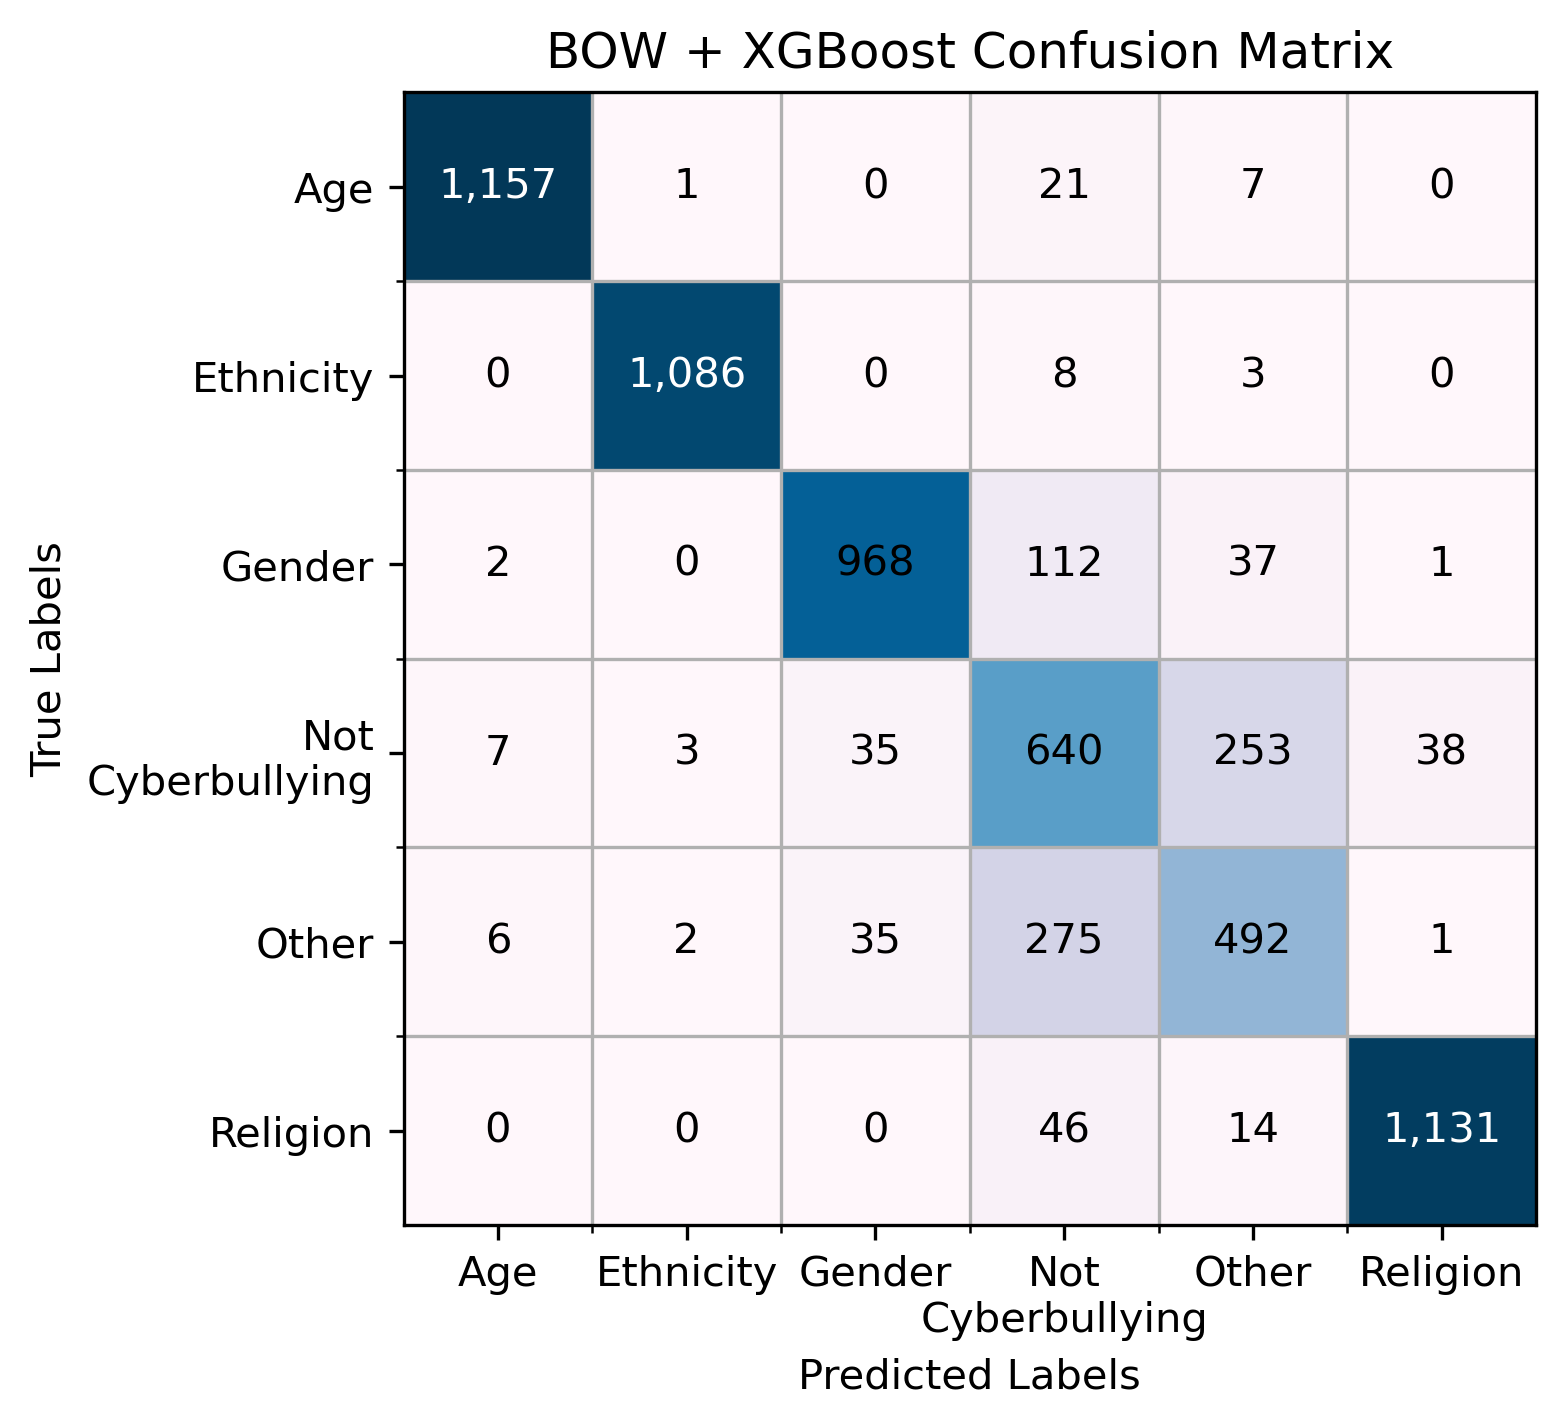 BOW + XGBoost Confusion Matrix
True Labels
Age 1,157 1 0 21 7 0
Ethnicity 0 1,086 0 8 3 0
Gender 2 0 968 112 37 1
Not
Cyberbullying 7 3 35 640 253 38
Other 6 2 35 275 492 1
Religion 0 0 0 46 14 1,131
Age Ethnicity Gender Not Other Religion
Cyberbullying
Predicted Labels